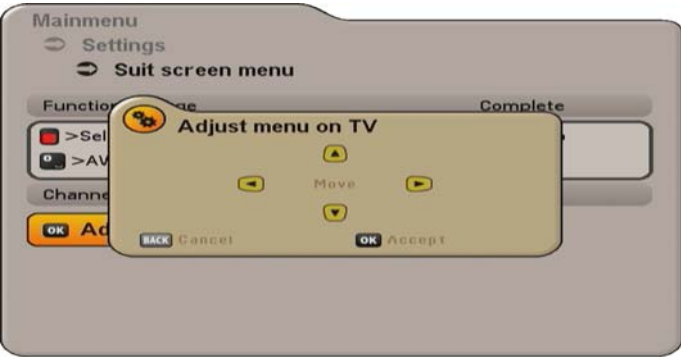 Mainmenu
Settings
Suit screen menu
Complete
>Sel
>AV
Channe
OK Ad
Adjust menu on TV
Move
BACK Cancel
OK Accept